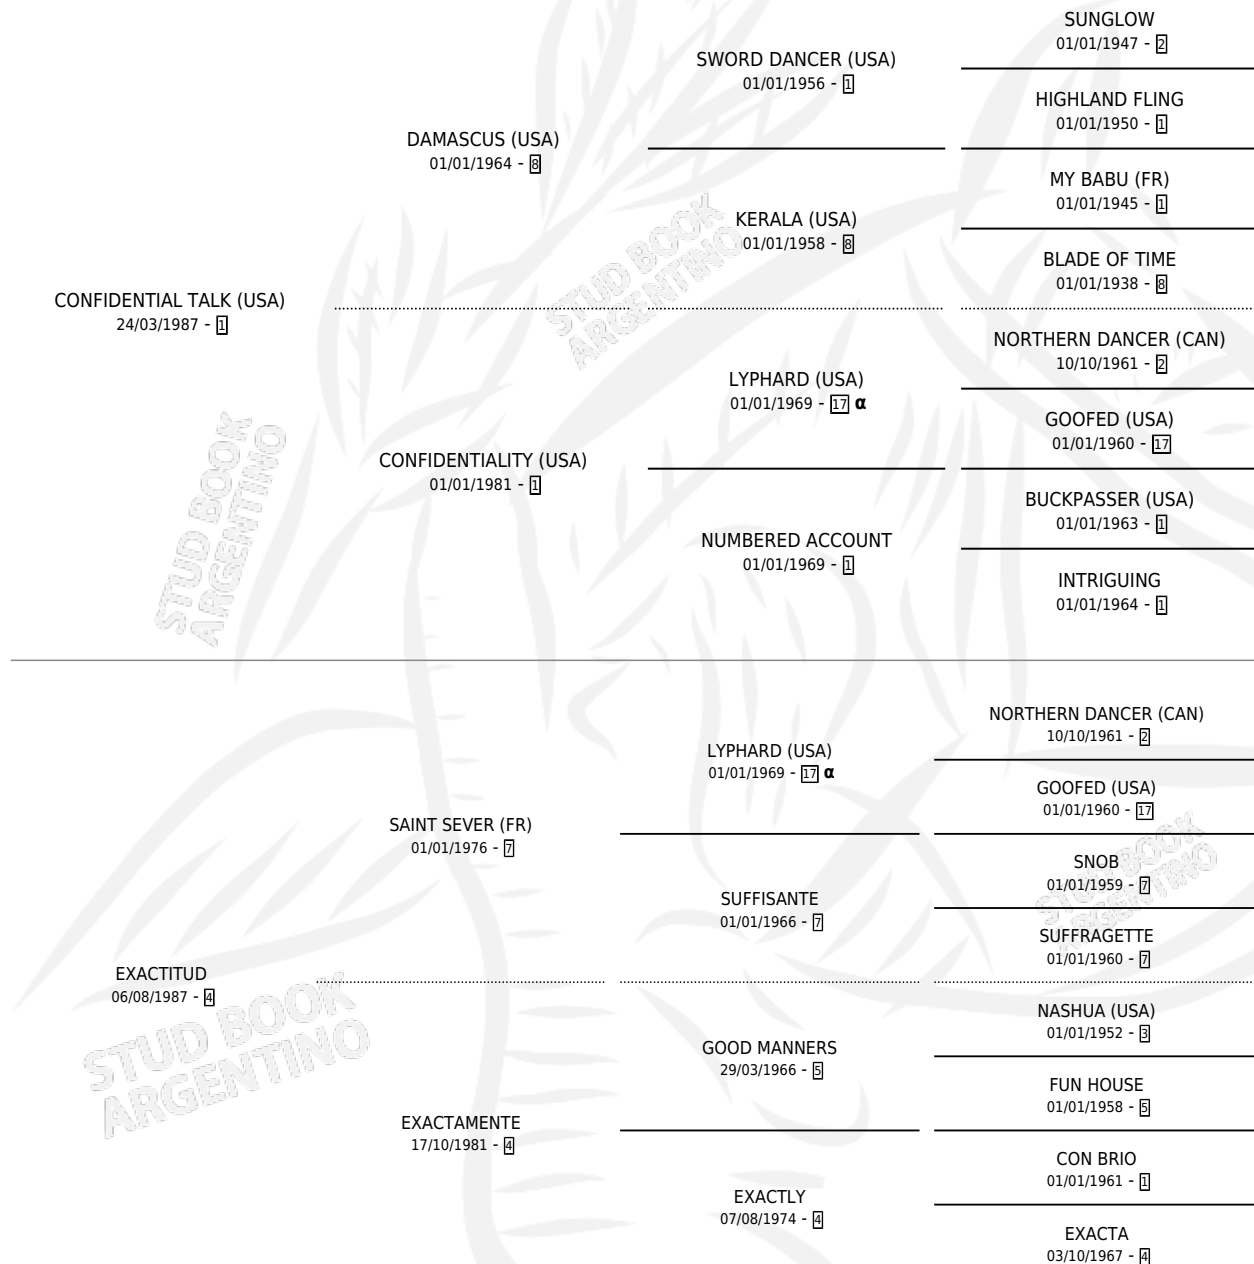 SUNGLOW
01/01/1947 - 2
SWORD DANCER (USA)
01/01/1956 - 1
HIGHLAND FLING
01/01/1950 - 1
DAMASCUS (USA)
01/01/1964 - 8
MY BABU (FR)
01/01/1945 - 1
KERALA (USA)
01/01/1958 - 8
BLADE OF TIME
01/01/1938 - 8
CONFIDENTIAL TALK (USA)
24/03/1987 - 1
NORTHERN DANCER (CAN)
10/10/1961 - 2
LYPHARD (USA)
01/01/1969 - 17 α
GOOFED (USA)
01/01/1960 - 17
CONFIDENTIALITY (USA)
01/01/1981 - 1
BUCKPASSER (USA)
01/01/1963 - 1
NUMBERED ACCOUNT
01/01/1969 - 1
INTRIGUING
01/01/1964 - 1
NORTHERN DANCER (CAN)
10/10/1961 - 2
LYPHARD (USA)
01/01/1969 - 17 α
GOOFED (USA)
01/01/1960 - 17
SAINT SEVER (FR)
01/01/1976 - 7
SNOB
01/01/1959 - 7
SUFFISANTE
01/01/1966 - 7
SUFFRAGETTE
01/01/1960 - 7
EXACTITUD
06/08/1987 - 4
NASHUA (USA)
01/01/1952 - 3
GOOD MANNERS
29/03/1966 - 5
FUN HOUSE
01/01/1958 - 5
EXACTAMENTE
17/10/1981 - 4
CON BRIO
01/01/1961 - 1
EXACTLY
07/08/1974 - 4
EXACTA
03/10/1967 - 4
STUD BOOK
ARGENTINO
STUD BOOK
ARGENTINO
STUD BOOK
ARGENTINO
STUD BOOK
ARGENTINO